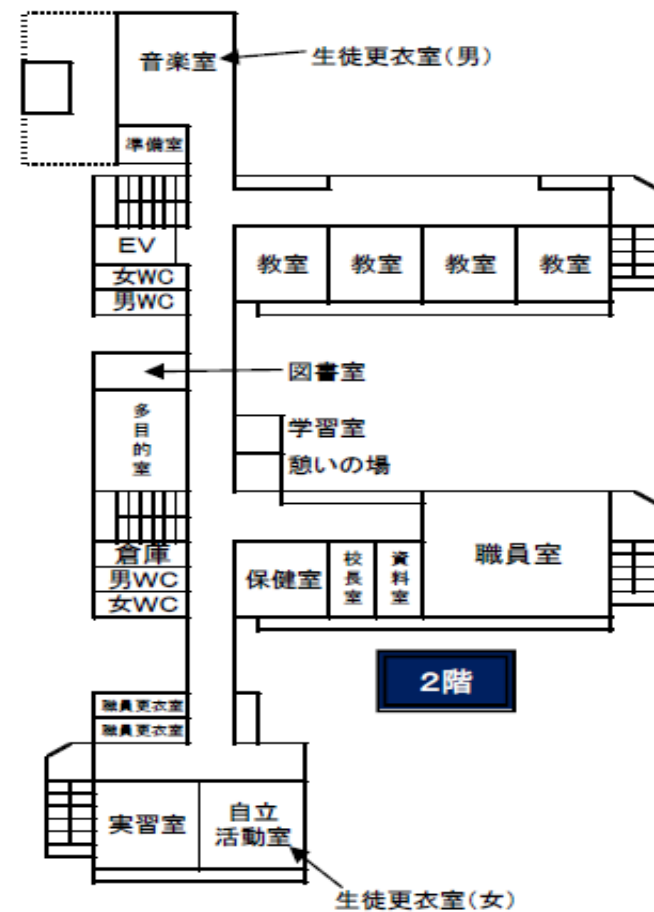 音楽室
生徒更衣室(男)
準備室
EV
女WC
男WC
教室
教室
教室
教室
図書室
多目的室
学習室
憩いの場
倉庫
男WC
女WC
保健室
校長室
資料室
職員室
2階
職員更衣室
職員更衣室
実習室
自立
活動室
生徒更衣室(女)